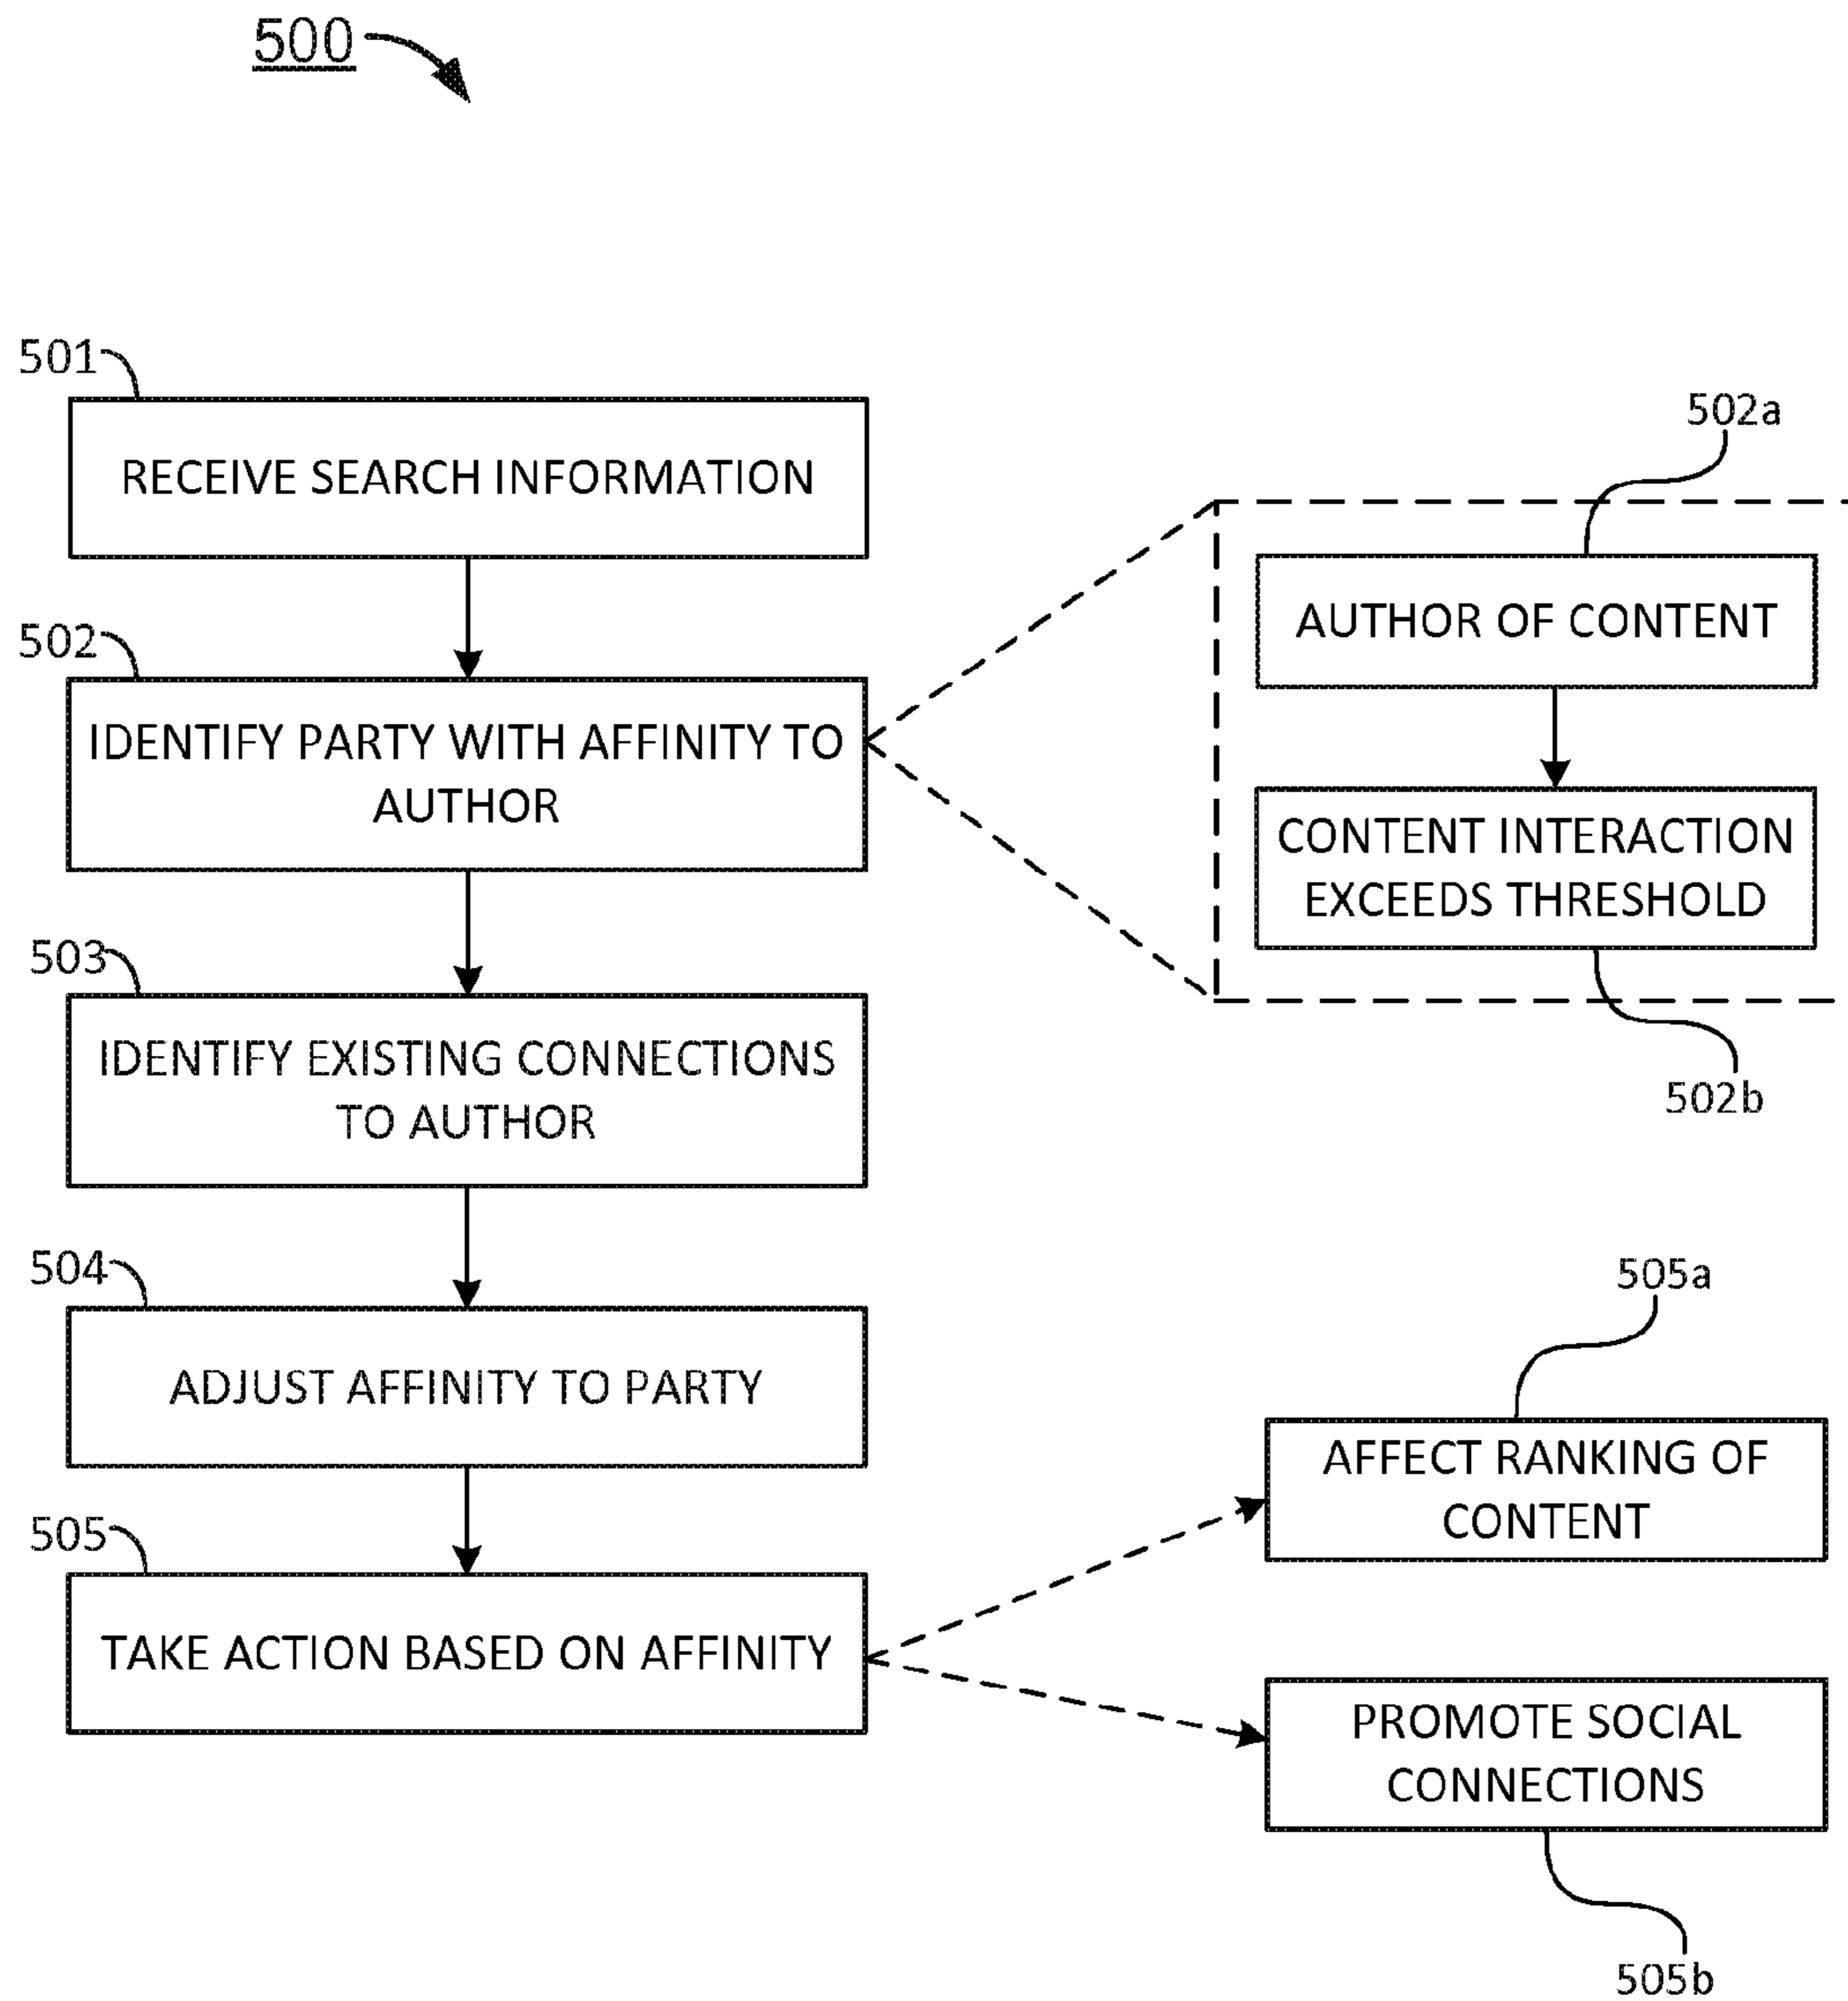 500
501
RECEIVE SEARCH INFORMATION
502
IDENTIFY PARTY WITH AFFINITY TO
AUTHOR
502a
AUTHOR OF CONTENT
CONTENT INTERACTION
EXCEEDS THRESHOLD
502b
503
IDENTIFY EXISTING CONNECTIONS
TO AUTHOR
504
ADJUST AFFINITY TO PARTY
505
TAKE ACTION BASED ON AFFINITY
505a
AFFECT RANKING OF
CONTENT
PROMOTE SOCIAL
CONNECTIONS
505b